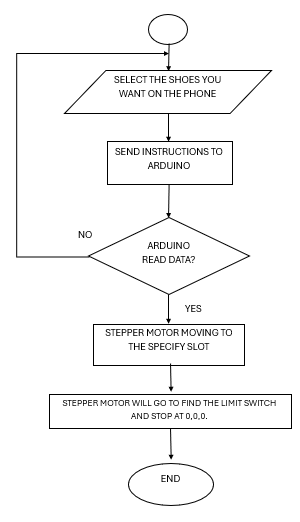 SELECT THE SHOES YOU
WANT ON THE PHONE
SEND INSTRUCTIONS TO
ARDUINO
NO
ARDUINO
READ DATA?
YES
STEPPER MOTOR MOVING TO
THE SPECIFY SLOT
STEPPER MOTOR WILL GO TO FIND THE LIMIT SWITCH
AND STOP AT 0,0,0.
END